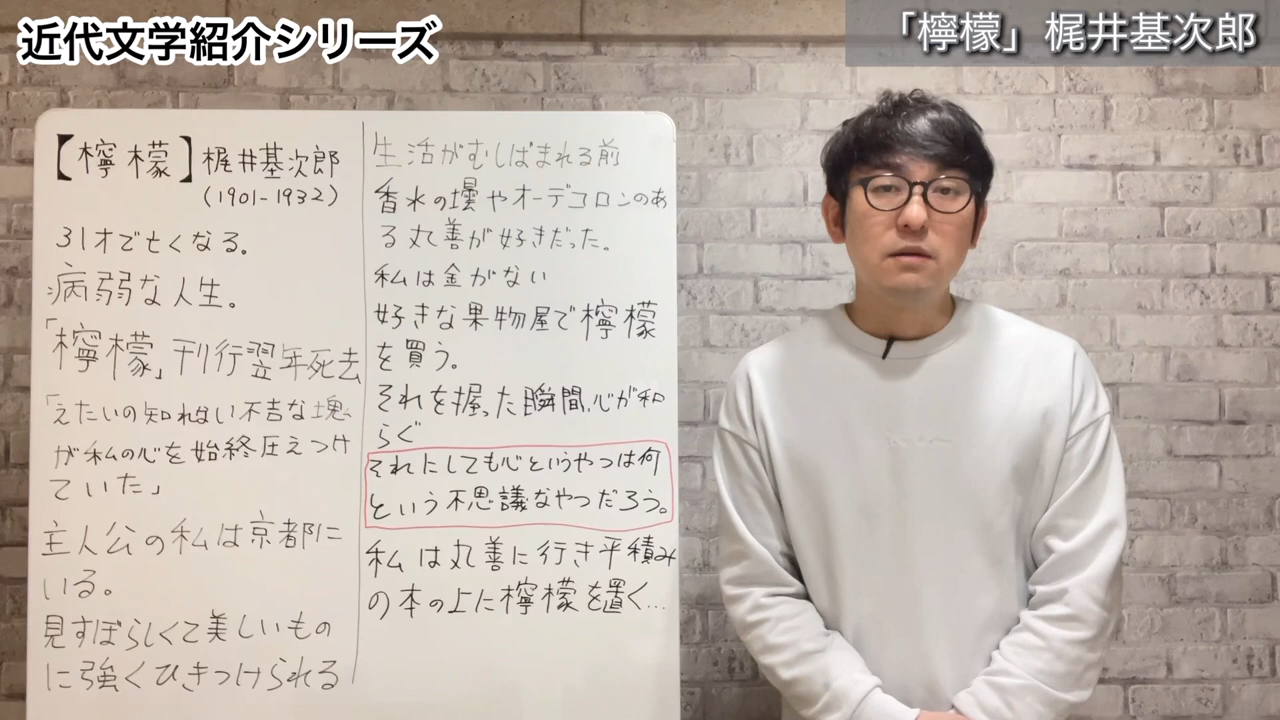 近代文学紹介シリーズ
「檸檬」梶井基次郎
【檸檬】梶井基次郎
(1901-1932)
31才で亡くなる。
病弱な人生。
「檸檬」刊行翌年死去
「えたいの知れない不吉な塊
が私の心を始終圧えつけ
ていた」
主人公の私は京都に
いる。
見すぼらしくて美しいもの
に強くひきつけられる
生活がむしばまれる前
香水の壜やオーデコロンのあ
る丸善が好きだった。
私は金がない
好きな果物屋で檸檬
を買う。
それを握った瞬間、心が和
らぐ
それにしても心というやつは何
という不思議なやつだろう。
私は丸善に行き平積み
の本の上に檸檬を置く…